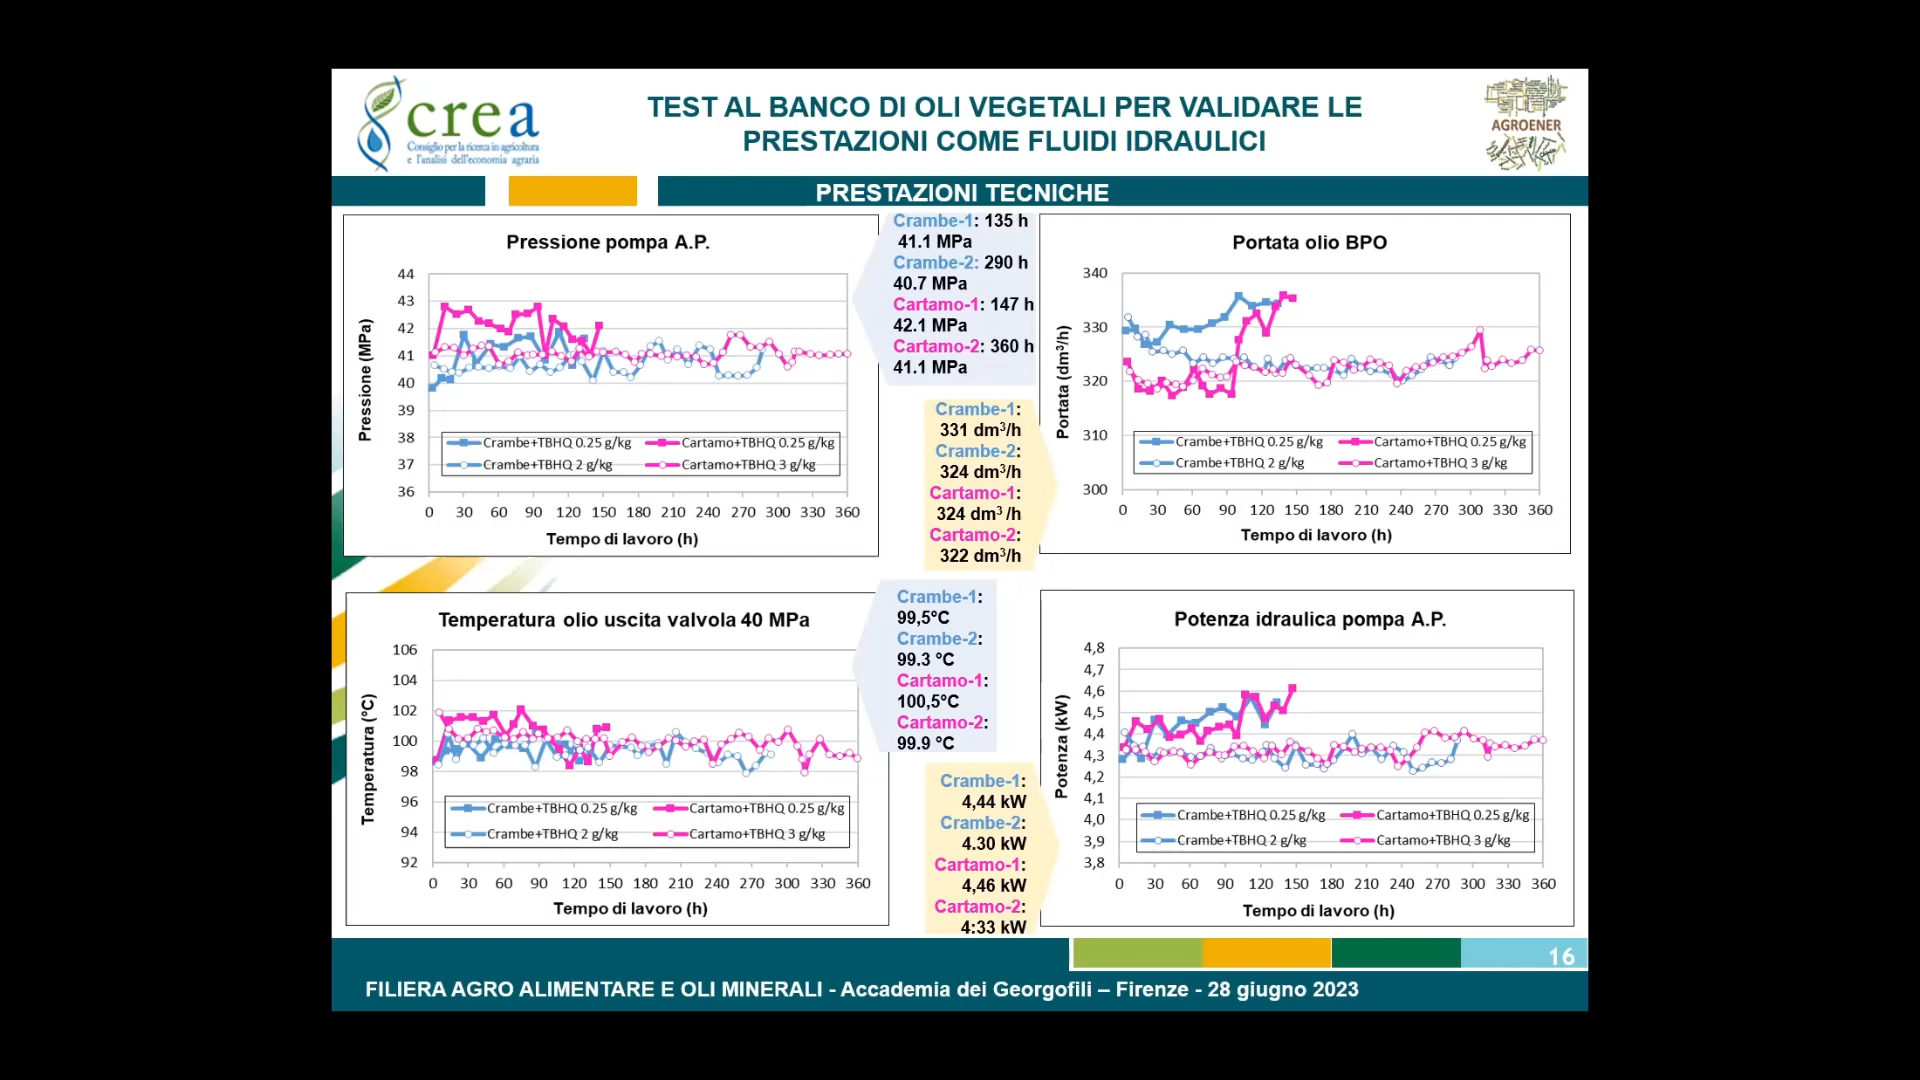 crea
Consiglio per la ricerca in agricoltura
e l'analisi dell'economia agraria
TEST AL BANCO DI OLI VEGETALI PER VALIDARE LE
PRESTAZIONI COME FLUIDI IDRAULICI
AGROENER
PRESTAZIONI TECNICHE
Pressione pompa A.P.
Pressione (MPa)
44
43
42
41
40
39
38
37
36
Crambe+TBHQ 0.25 g/kg
Cartamo+TBHQ 0.25 g/kg
Crambe+TBHQ 2 g/kg
Cartamo+TBHQ 3 g/kg
0 30 60 90 120 150 180 210 240 270 300 330 360
Tempo di lavoro (h)
Crambe-1: 135 h
41.1 MPa
Crambe-2: 290 h
40.7 MPa
Cartamo-1: 147 h
42.1 MPa
Cartamo-2: 360 h
41.1 MPa
Portata olio BPO
Portata (dm³/h)
340
330
320
310
300
Crambe+TBHQ 0.25 g/kg
Cartamo+TBHQ 0.25 g/kg
Crambe+TBHQ 2 g/kg
Cartamo+TBHQ 3 g/kg
0 30 60 90 120 150 180 210 240 270 300 330 360
Tempo di lavoro (h)
Crambe-1:
331 dm³/h
Crambe-2:
324 dm³/h
Cartamo-1:
324 dm³ /h
Cartamo-2:
322 dm³/h
Temperatura olio uscita valvola 40 MPa
Temperatura (°C)
106
104
102
100
98
96
94
92
Crambe+TBHQ 0.25 g/kg
Cartamo+TBHQ 0.25 g/kg
Crambe+TBHQ 2 g/kg
Cartamo+TBHQ 3 g/kg
0 30 60 90 120 150 180 210 240 270 300 330 360
Tempo di lavoro (h)
Crambe-1:
99,5°C
Crambe-2:
99.3 °C
Cartamo-1:
100,5°C
Cartamo-2:
99.9 °C
Potenza idraulica pompa A.P.
Potenza (kW)
4,8
4,7
4,6
4,5
4,4
4,3
4,2
4,1
4,0
3,9
3,8
Crambe+TBHQ 0.25 g/kg
Cartamo+TBHQ 0.25 g/kg
Crambe+TBHQ 2 g/kg
Cartamo+TBHQ 3 g/kg
0 30 60 90 120 150 180 210 240 270 300 330 360
Tempo di lavoro (h)
Crambe-1:
4,44 kW
Crambe-2:
4.30 kW
Cartamo-1:
4,46 kW
Cartamo-2:
4:33 kW
16
FILIERA AGRO ALIMENTARE E OLI MINERALI - Accademia dei Georgofili – Firenze - 28 giugno 2023